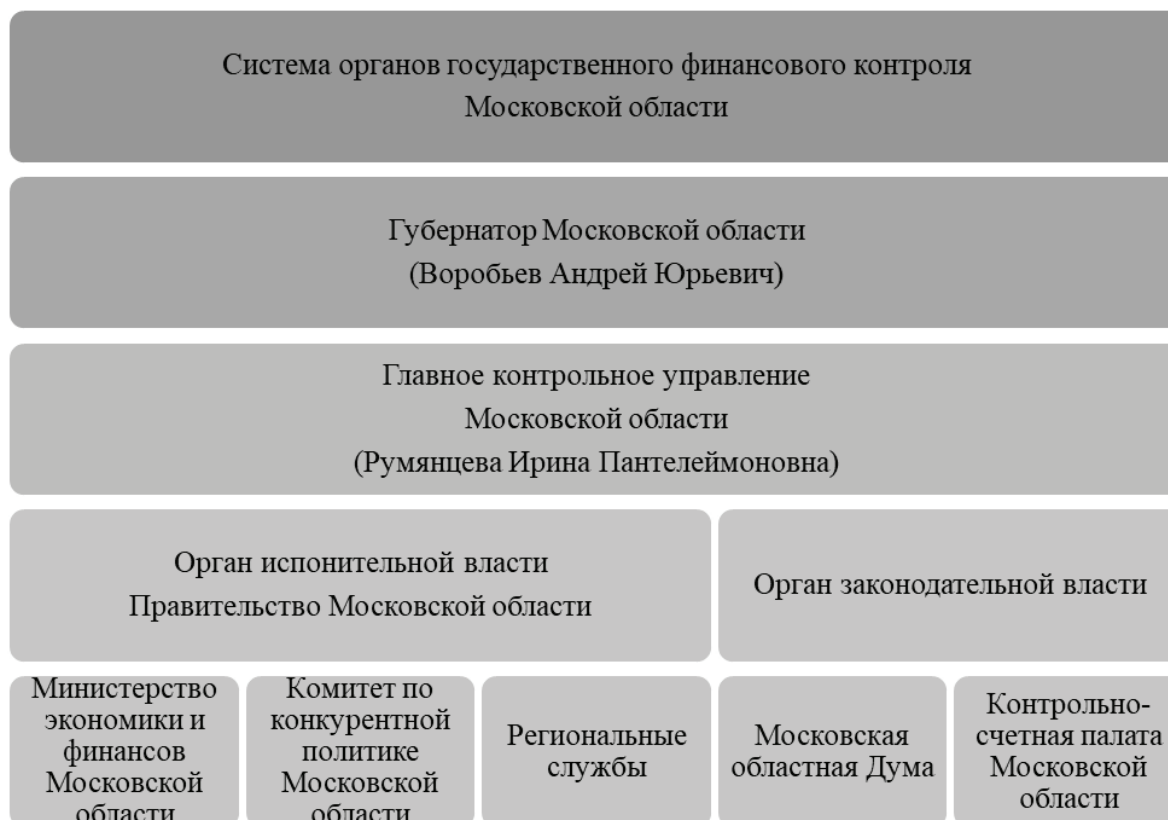 Система органов государственного финансового контроля
Московской области
Губернатор Московской области
(Воробьев Андрей Юрьевич)
Главное контрольное управление
Московской области
(Румянцева Ирина Пантелеймоновна)
Орган испонительной власти
Правительство Московской области
Орган законодательной власти
Министерство
экономики и
финансов
Московской
области
Комитет по
конкурентной
политике
Московской
области
Региональные
службы
Московская
областная Дума
Контрольно-
счетная палата
Московской
области